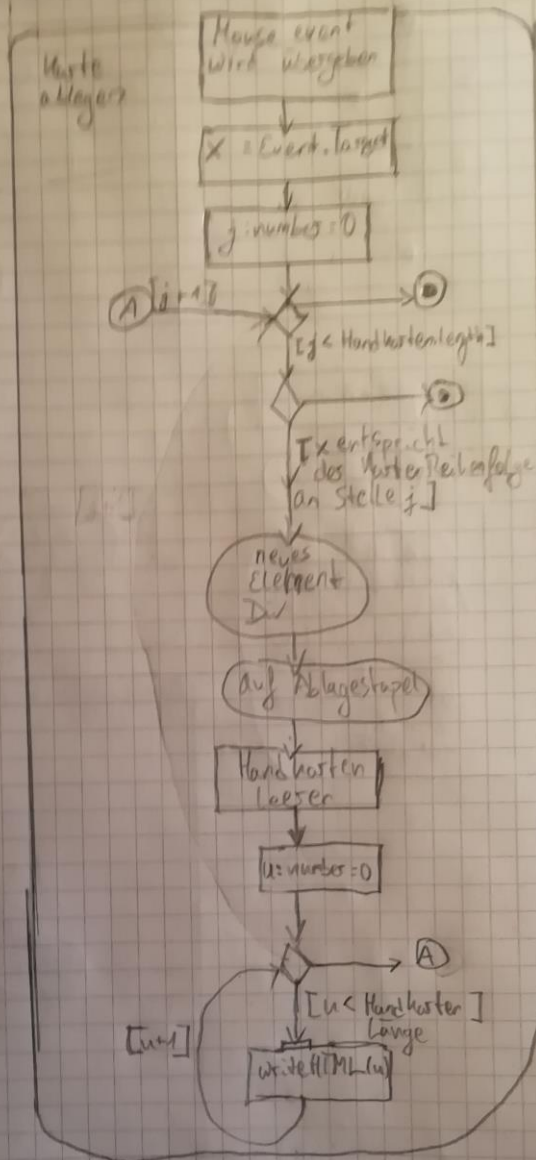 Mouse event
wird übergeben
Karte
ablegen
x = Event.Target
j:number=0
A
[j+1]
[j < Handkartenlength]
[x entspricht
des Karten Reihenfolge
an Stelle j]
neues
Element
Div
auf Ablagestapel
Handkarten
Laeser
u:number=0
A
[u < Handkarten]
Länge
[u+1]
writeHTML(u)